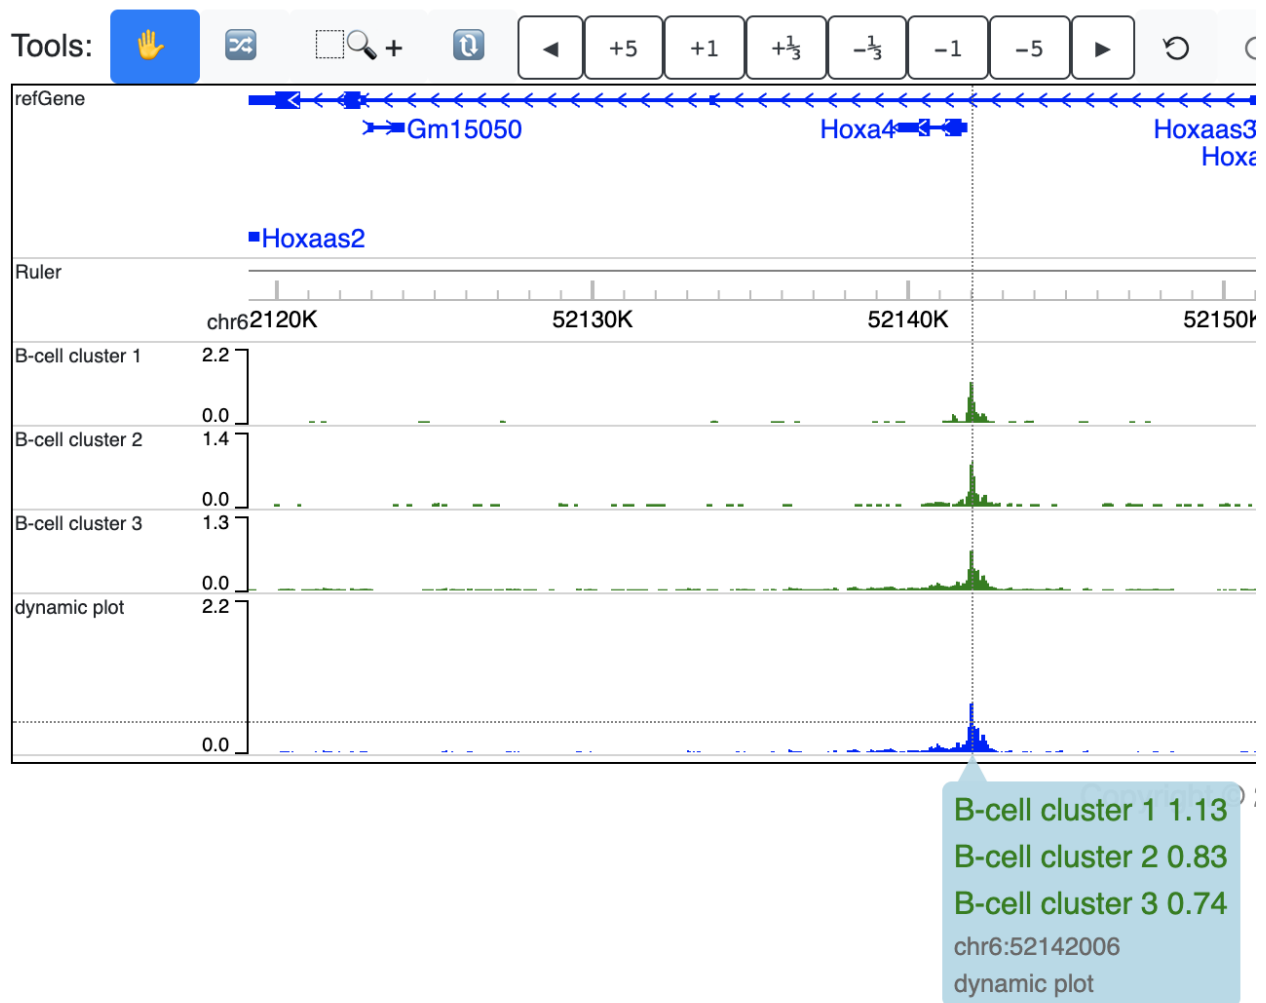 Tools: + ◀ +5 +1 +⅓ -⅓ -1 -5 ▶
refGene
Gm15050 Hoxa4 Hoxaas3
Hoxa
Hoxaas2
Ruler
chr6 2120K 52130K 52140K 52150K
B-cell cluster 1 2.2
0.0
B-cell cluster 2 1.4
0.0
B-cell cluster 3 1.3
0.0
dynamic plot 2.2
0.0
Copyright ©
B-cell cluster 1 1.13
B-cell cluster 2 0.83
B-cell cluster 3 0.74
chr6:52142006
dynamic plot